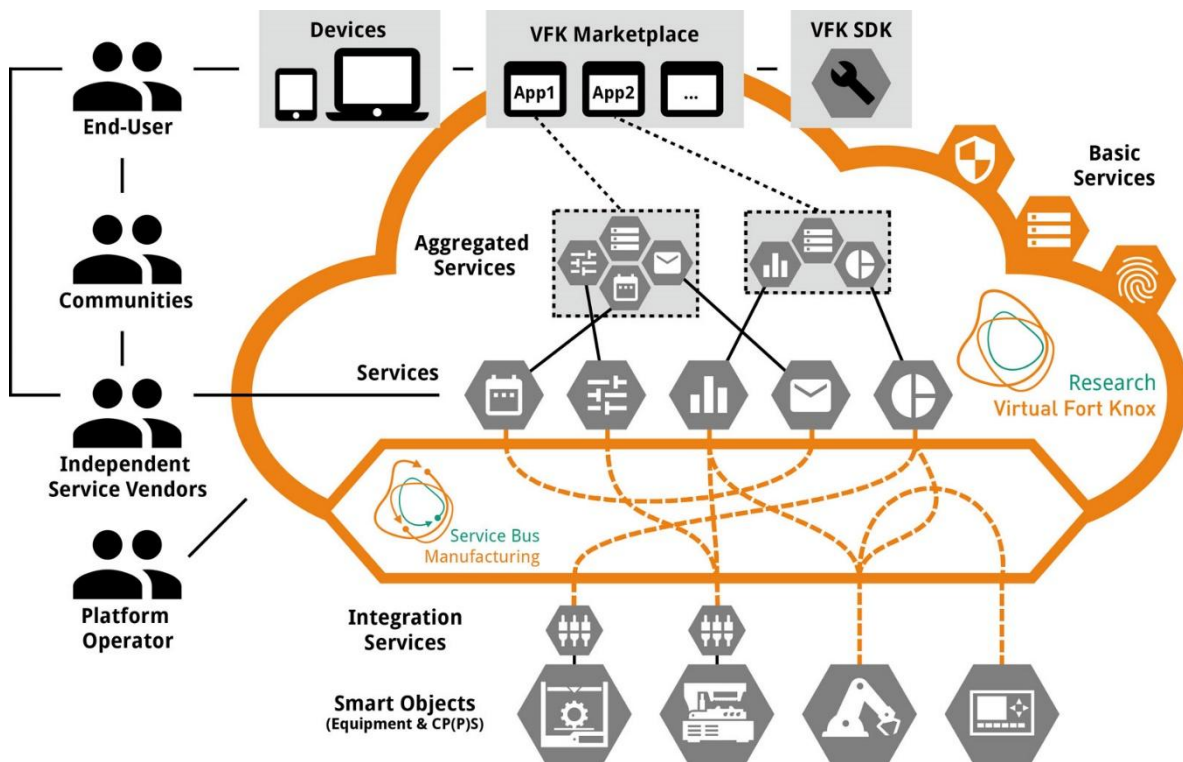 Devices
VFK Marketplace
VFK SDK
App1
App2
...
End-User
Basic
Services
Aggregated
Services
Communities
Services
Research
Virtual Fort Knox
Independent
Service Vendors
Service Bus
Manufacturing
Platform
Operator
Integration
Services
Smart Objects
(Equipment & CP(P)S)